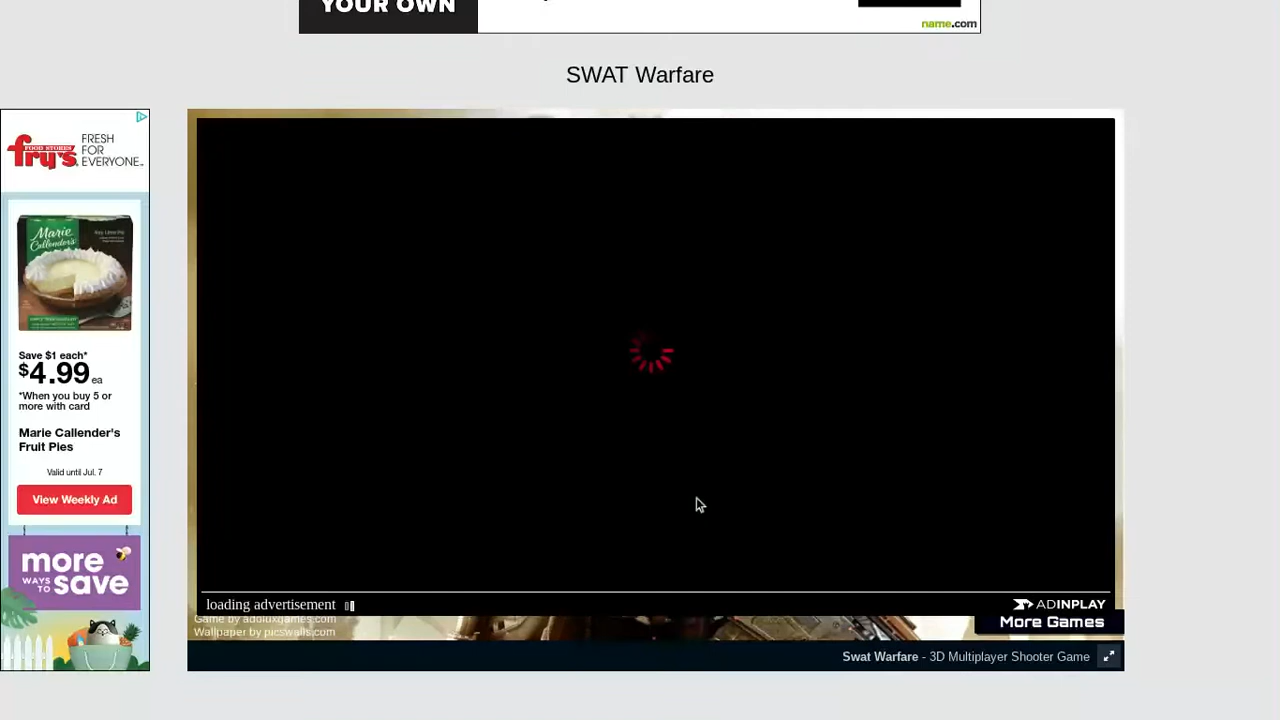 YOUR OWN
name.com
SWAT Warfare
FOOD STORES
fry's
FRESH
FOR
EVERYONE™
Marie
Callender's
Save $1 each*
$4.99 ea
*When you buy 5 or
more with card
Marie Callender's
Fruit Pies
Valid until Jul. 7
View Weekly Ad
more
WAYS TO
save
loading advertisement
ADINPLAY
Game by adoluxgames.com
Wallpaper by picswalls.com
More Games
Swat Warfare - 3D Multiplayer Shooter Game